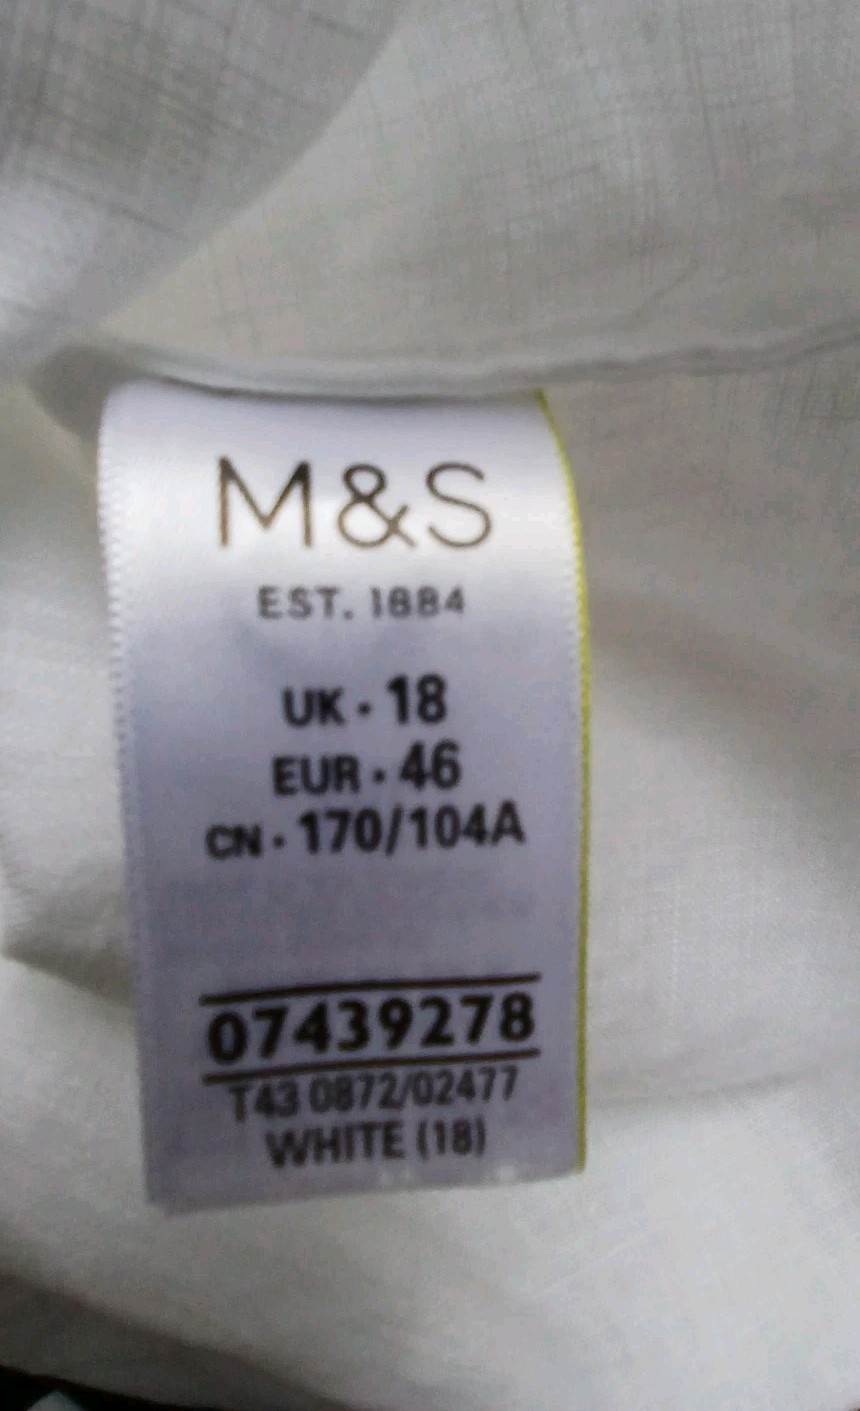 M&S
EST. 1884
UK · 18
EUR · 46
CN · 170/104A
07439278
T43 0872/02477
WHITE (18)